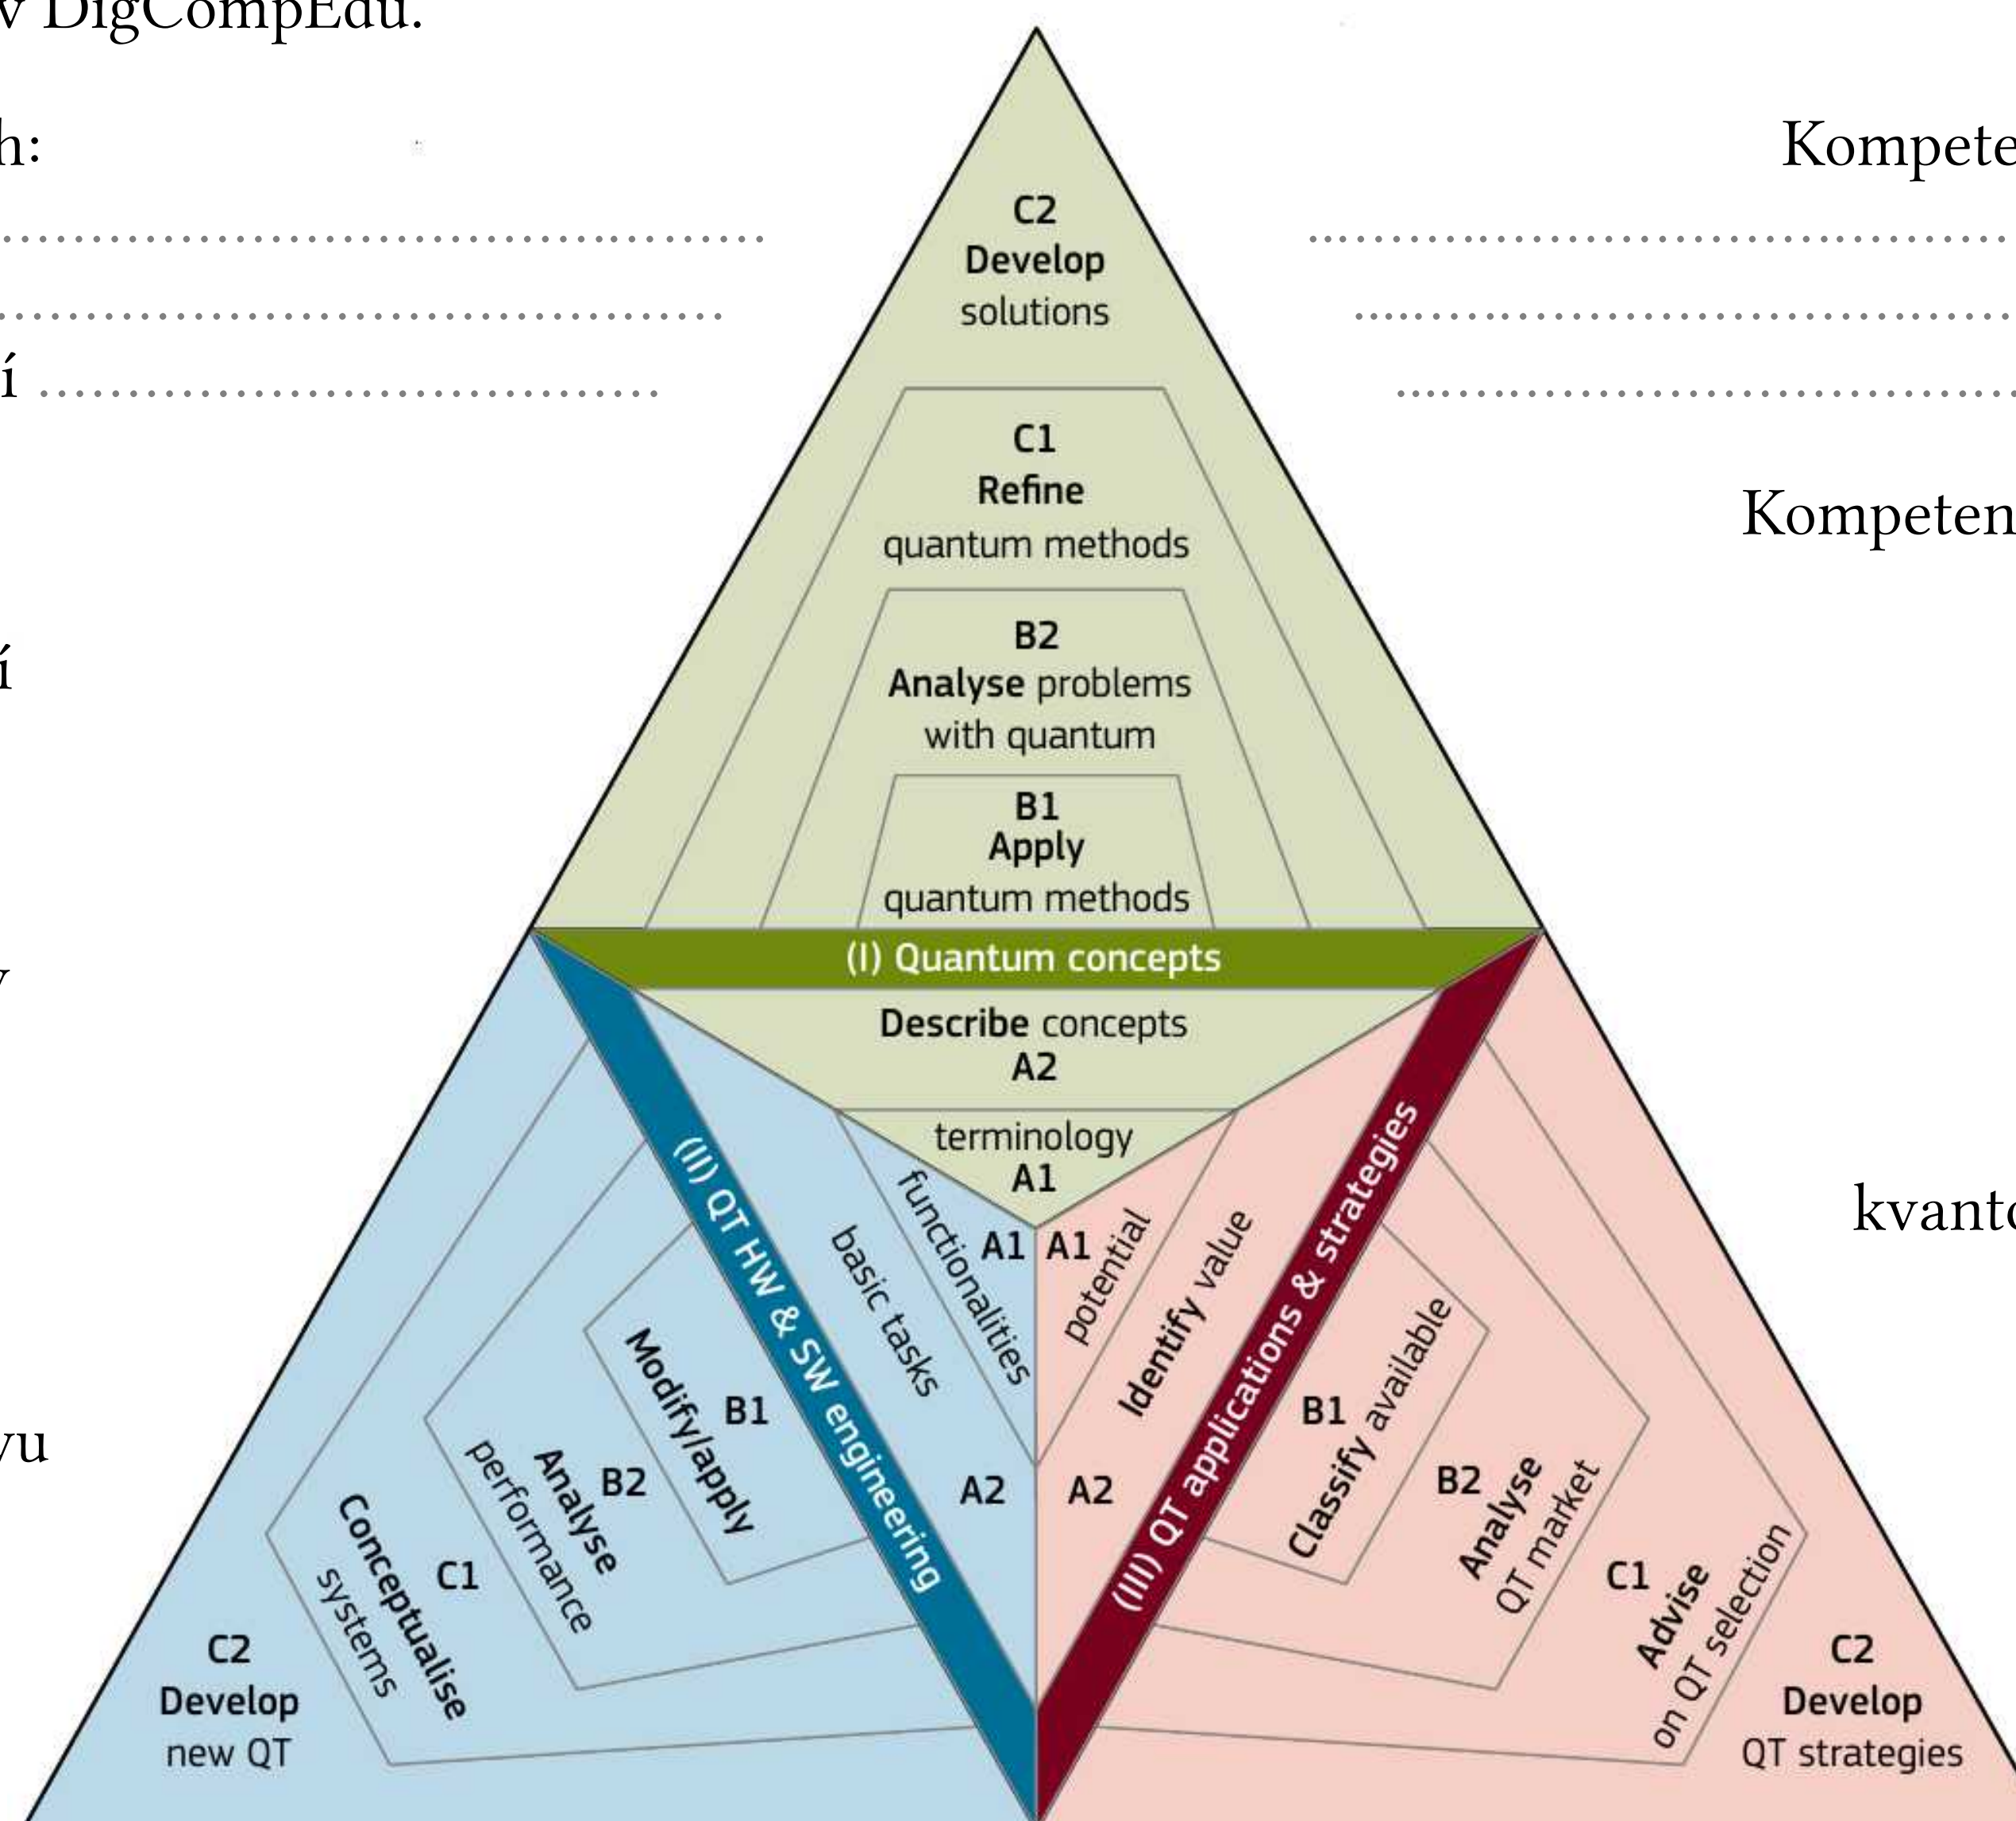 v DigCompEdu.
h:
Kompete
í
Kompeten
í
y
kvanto
vu
C2
Develop
solutions
C1
Refine
quantum methods
B2
Analyse problems
with quantum
B1
Apply
quantum methods
(I) Quantum concepts
Describe concepts
A2
terminology
A1
(II) QT HW & SW engineering
A1
functionalities
basic tasks
A2
B1
Modify/apply
B2
Analyse
performance
C1
Conceptualise
systems
C2
Develop
new QT
(III) QT applications & strategies
A1
potential
Identify value
A2
B1
Classify available
B2
Analyse
QT market
C1
Advise
on QT selection
C2
Develop
QT strategies